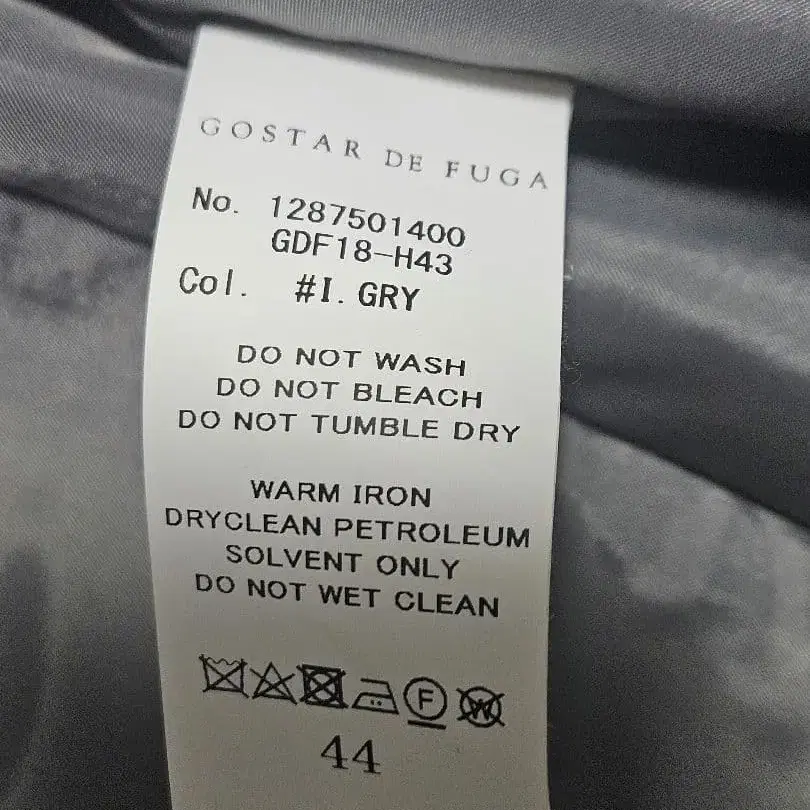 GOSTAR DE FUGA
No. 1287501400
GDF18-H43
Col. #I. GRY
DO NOT WASH
DO NOT BLEACH
DO NOT TUMBLE DRY
WARM IRON
DRYCLEAN PETROLEUM
SOLVENT ONLY
DO NOT WET CLEAN
F W
44